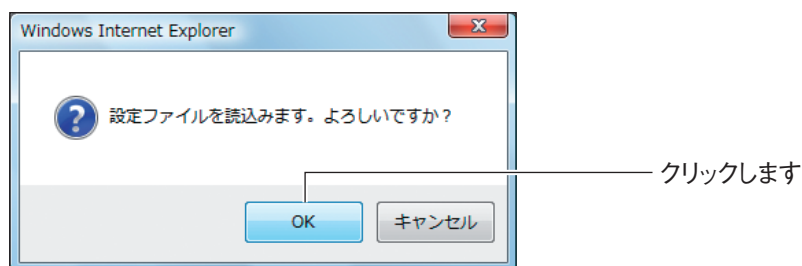 Windows Internet Explorer
設定ファイルを読込みます。よろしいですか？
クリックします
OK
キャンセル